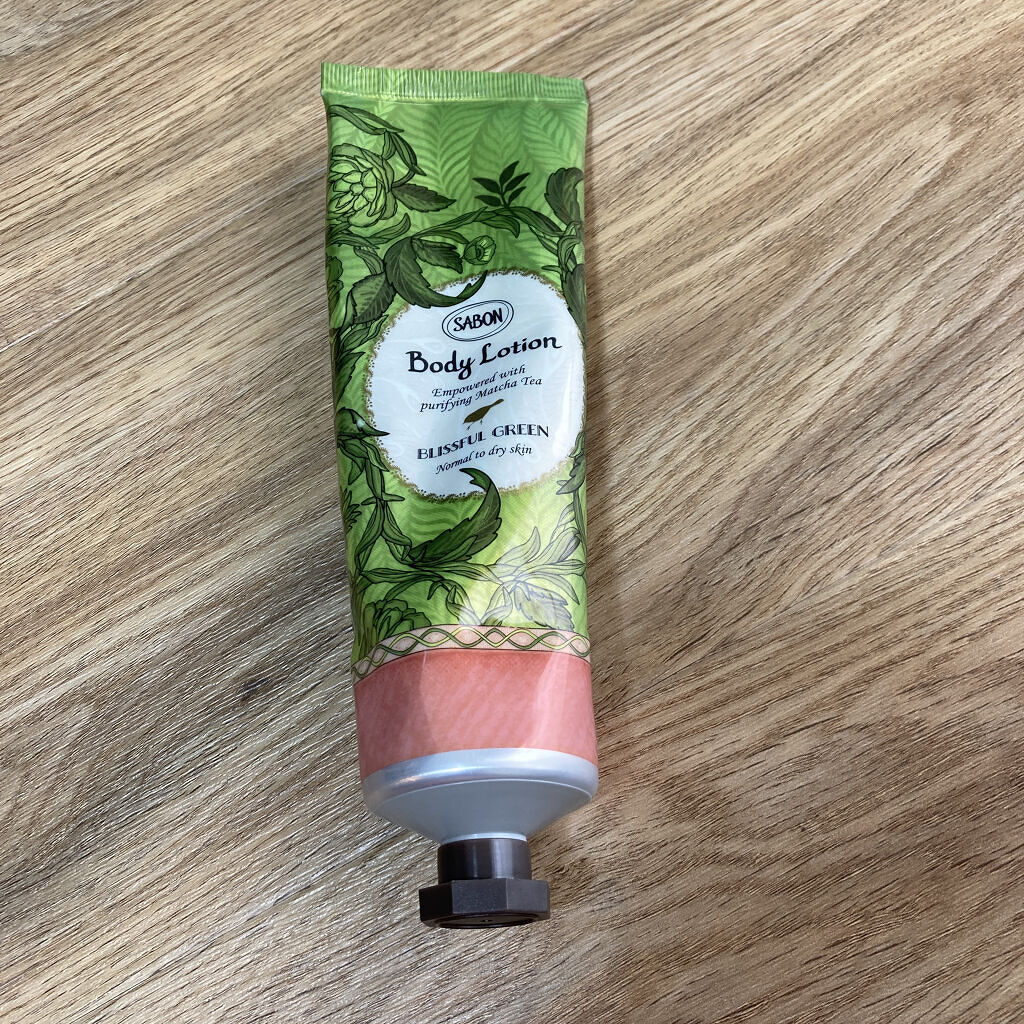 SABON
Body Lotion
Empowered with
purifying Matcha Tea
BLISSFUL GREEN
Normal to dry skin